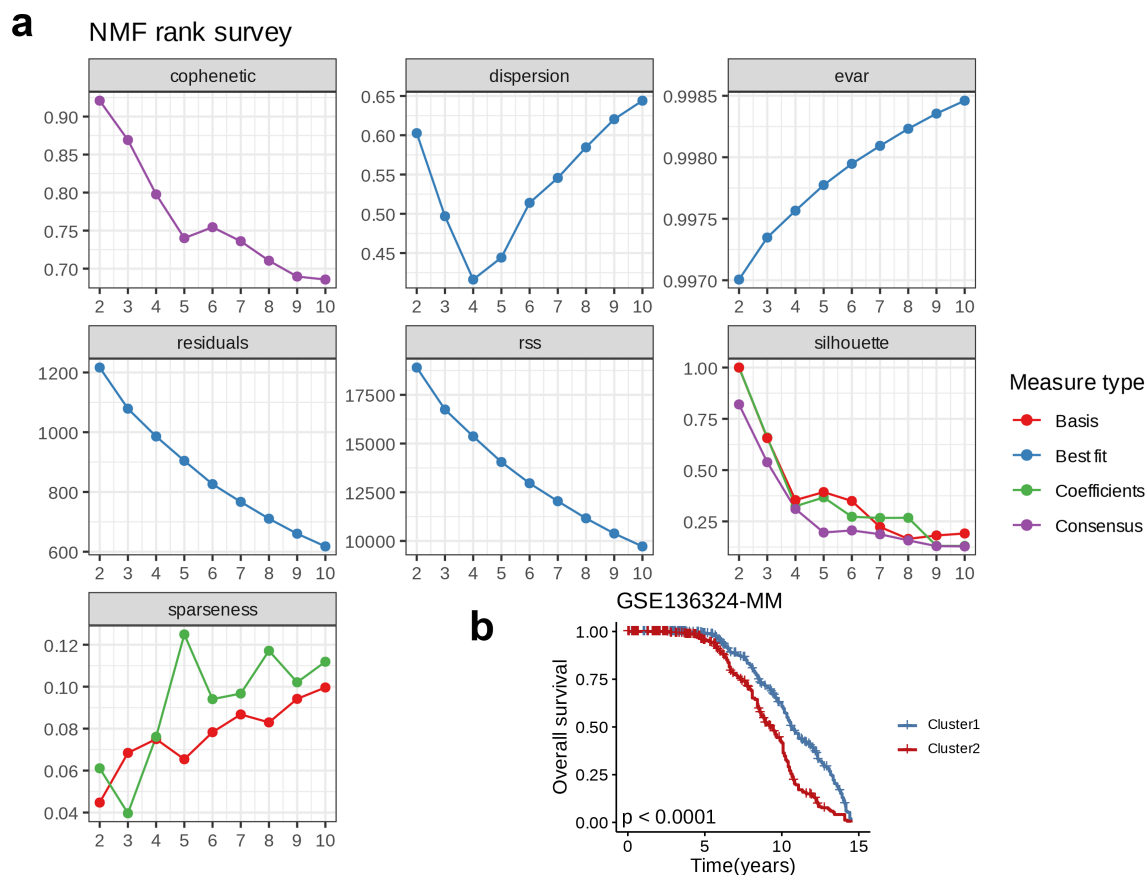 a
NMF rank survey
cophenetic
dispersion
evar
0.90
0.85
0.80
0.75
0.70
2 3 4 5 6 7 8 9 10
0.65
0.60
0.55
0.50
0.45
2 3 4 5 6 7 8 9 10
0.9985
0.9980
0.9975
0.9970
2 3 4 5 6 7 8 9 10
residuals
rss
silhouette
1200
1000
800
600
2 3 4 5 6 7 8 9 10
17500
15000
12500
10000
2 3 4 5 6 7 8 9 10
1.00
0.75
0.50
0.25
2 3 4 5 6 7 8 9 10
Measure type
Basis
Best fit
Coefficients
Consensus
sparseness
0.12
0.10
0.08
0.06
0.04
2 3 4 5 6 7 8 9 10
b
GSE136324-MM
Overall survival
1.00
0.75
0.50
0.25
0.00
p < 0.0001
0 5 10 15
Time(years)
Cluster1
Cluster2